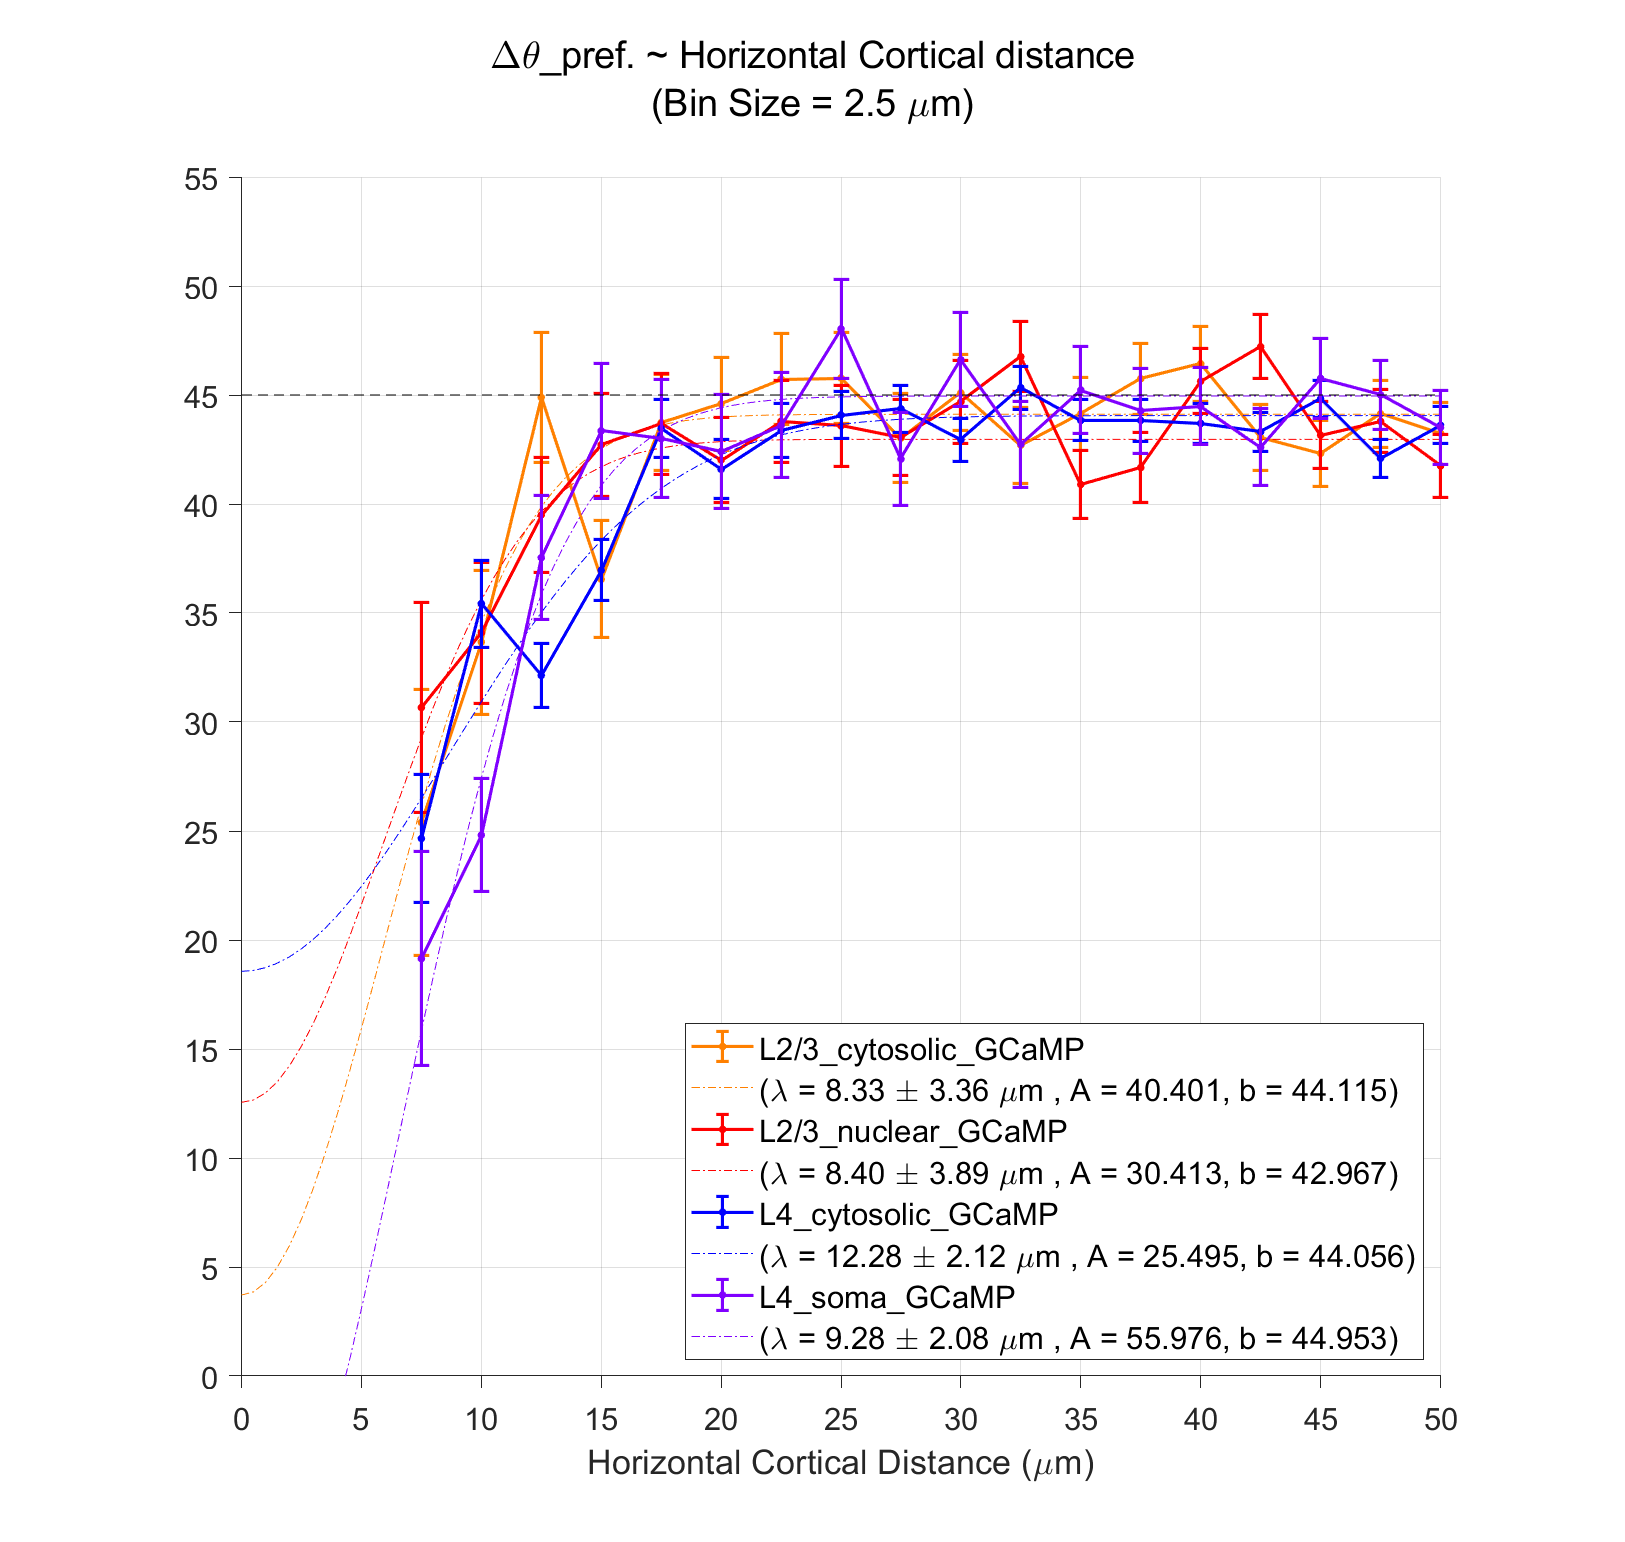 Δθ_pref. ~ Horizontal Cortical distance
(Bin Size = 2.5 μm)
55
50
45
40
35
30
25
20
15
10
5
0
L2/3_cytosolic_GCaMP
(λ = 8.33 ± 3.36 μm , A = 40.401, b = 44.115)
L2/3_nuclear_GCaMP
(λ = 8.40 ± 3.89 μm , A = 30.413, b = 42.967)
L4_cytosolic_GCaMP
(λ = 12.28 ± 2.12 μm , A = 25.495, b = 44.056)
L4_soma_GCaMP
(λ = 9.28 ± 2.08 μm , A = 55.976, b = 44.953)
0 5 10 15 20 25 30 35 40 45 50
Horizontal Cortical Distance (μm)